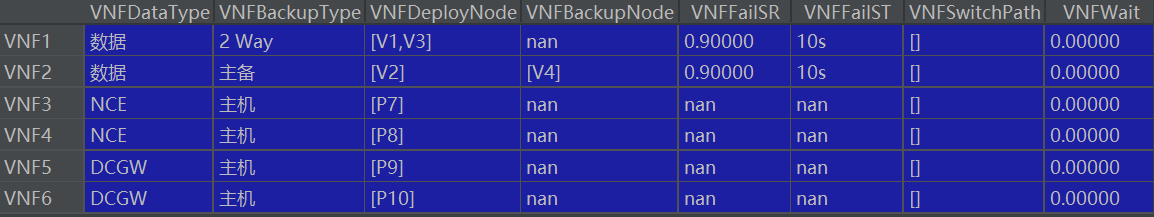 VNFDataType VNFBackupType VNFDeployNode VNFBackupNode VNFFailSR VNFFailST VNFSwitchPath VNFWait
VNF1 数据 2 Way [V1,V3] nan 0.90000 10s [] 0.00000
VNF2 数据 主备 [V2] [V4] 0.90000 10s [] 0.00000
VNF3 NCE 主机 [P7] nan nan nan [] 0.00000
VNF4 NCE 主机 [P8] nan nan nan [] 0.00000
VNF5 DCGW 主机 [P9] nan nan nan [] 0.00000
VNF6 DCGW 主机 [P10] nan nan nan [] 0.00000